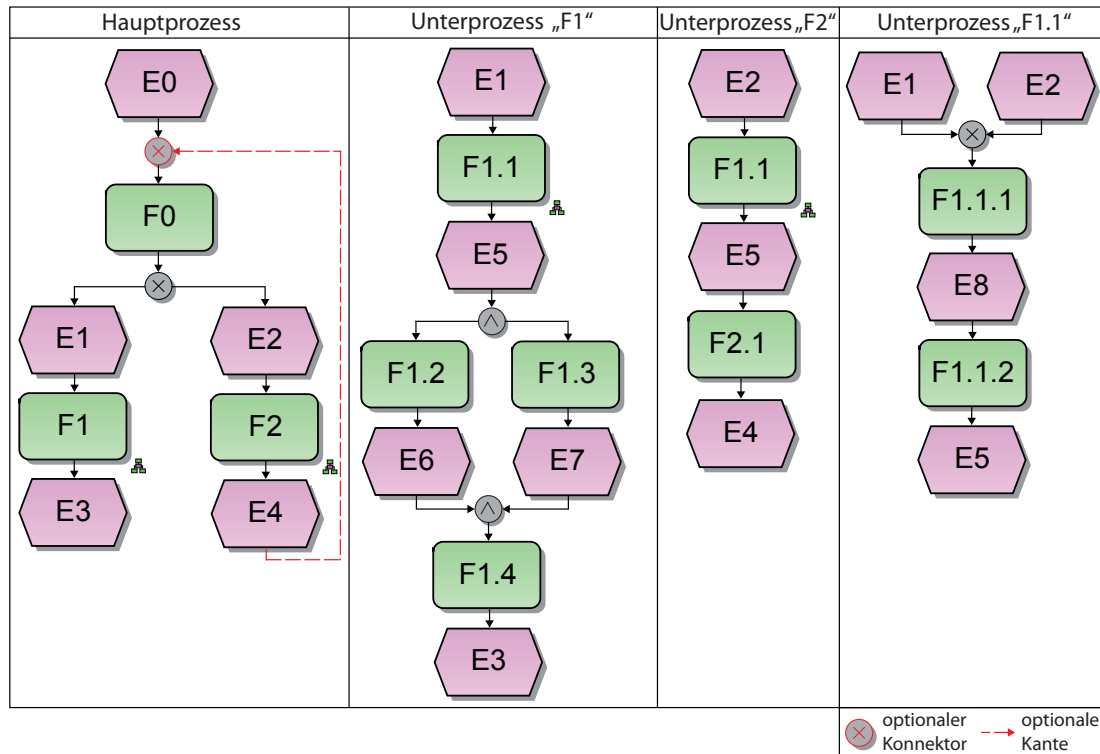 Hauptprozess
Unterprozess „F1“
Unterprozess „F2“
Unterprozess „F1.1“
E0
F0
E1
E2
F1
F2
E3
E4
E1
F1.1
E5
F1.2
F1.3
E6
E7
F1.4
E3
E2
F1.1
E5
F2.1
E4
E1
E2
F1.1.1
E8
F1.1.2
E5
optionaler
Konnektor
optionale
Kante